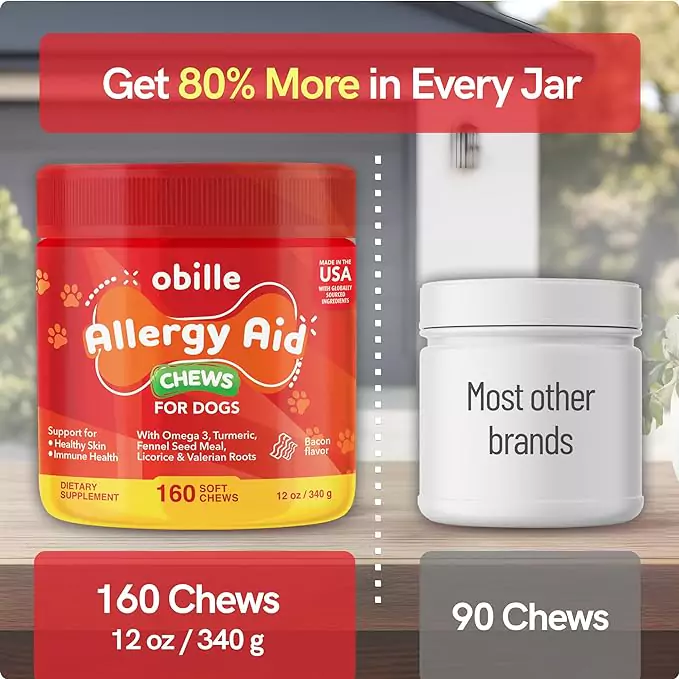 Get 80% More in Every Jar
obille
MADE IN THE
USA
WITH GLOBALLY
SOURCED
INGREDIENTS
Allergy Aid
CHEWS
FOR DOGS
Support for
• Healthy Skin
• Immune Health
With Omega 3, Turmeric,
Fennel Seed Meal,
Licorice & Valerian Roots
Bacon
flavor
DIETARY
SUPPLEMENT
160 SOFT
CHEWS
12 oz / 340 g
Most other
brands
160 Chews
12 oz / 340 g
90 Chews